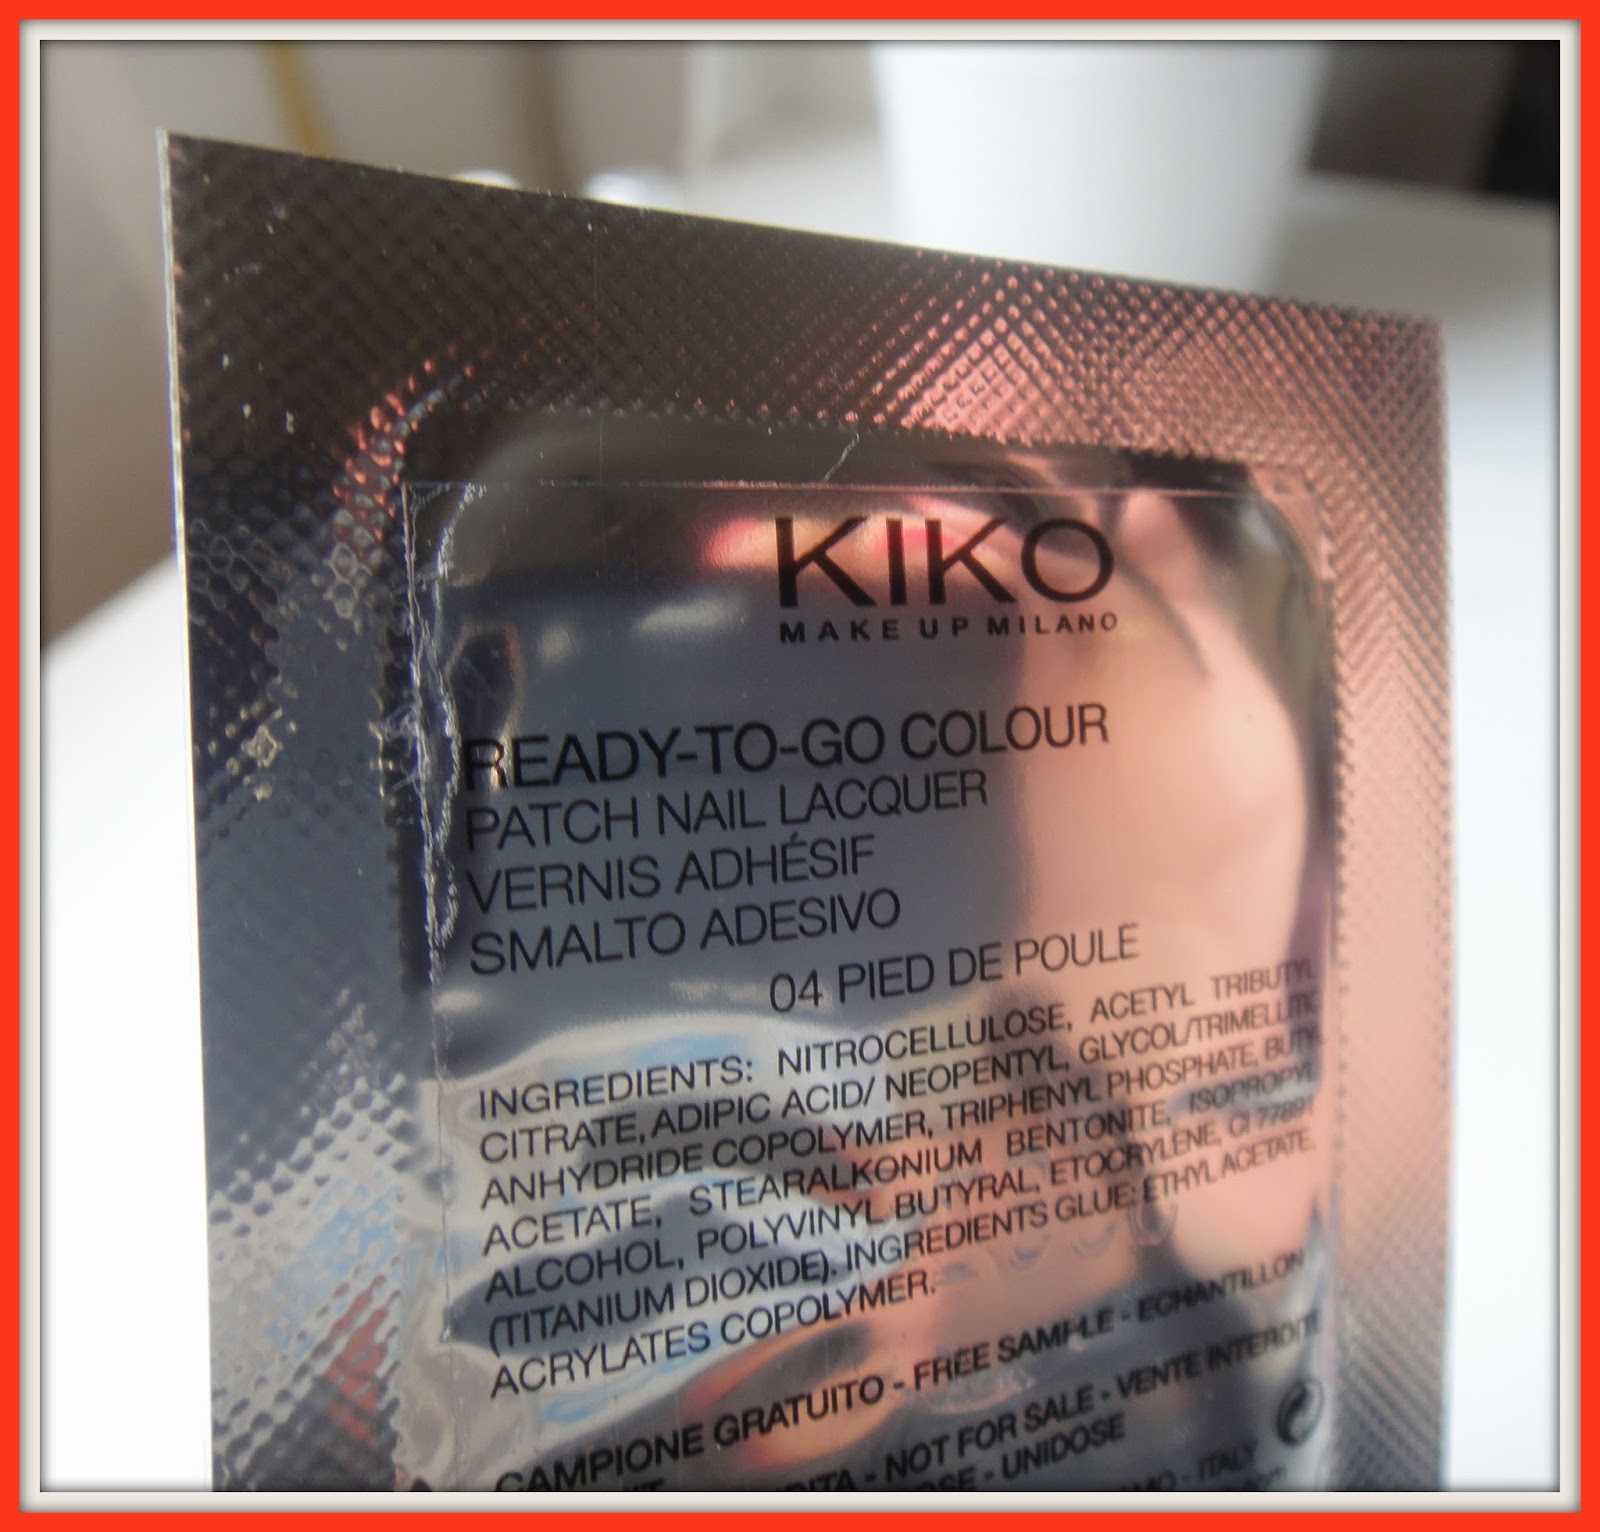 KIKO
MAKE UP MILANO
READY-TO-GO COLOUR
PATCH NAIL LACQUER
VERNIS ADHÉSIF
SMALTO ADESIVO
04 PIED DE POULE
INGREDIENTS: NITROCELLULOSE, ACETYL TRIBUTYL
CITRATE, ADIPIC ACID/ NEOPENTYL, GLYCOL/TRIMELLITIC
ANHYDRIDE COPOLYMER, TRIPHENYL PHOSPHATE, BUTYL
ACETATE, STEARALKONIUM BENTONITE, ISOPROPYL
ALCOHOL, POLYVINYL BUTYRAL, ETOCRYLENE, CI 77891
(TITANIUM DIOXIDE). INGREDIENTS GLUE: ETHYL ACETATE,
ACRYLATES COPOLYMER.
CAMPIONE GRATUITO - FREE SAMPLE - ECHANTILLON
- NOT FOR SALE - VENTE INTERDITE
- UNIDOSE
- ITALY